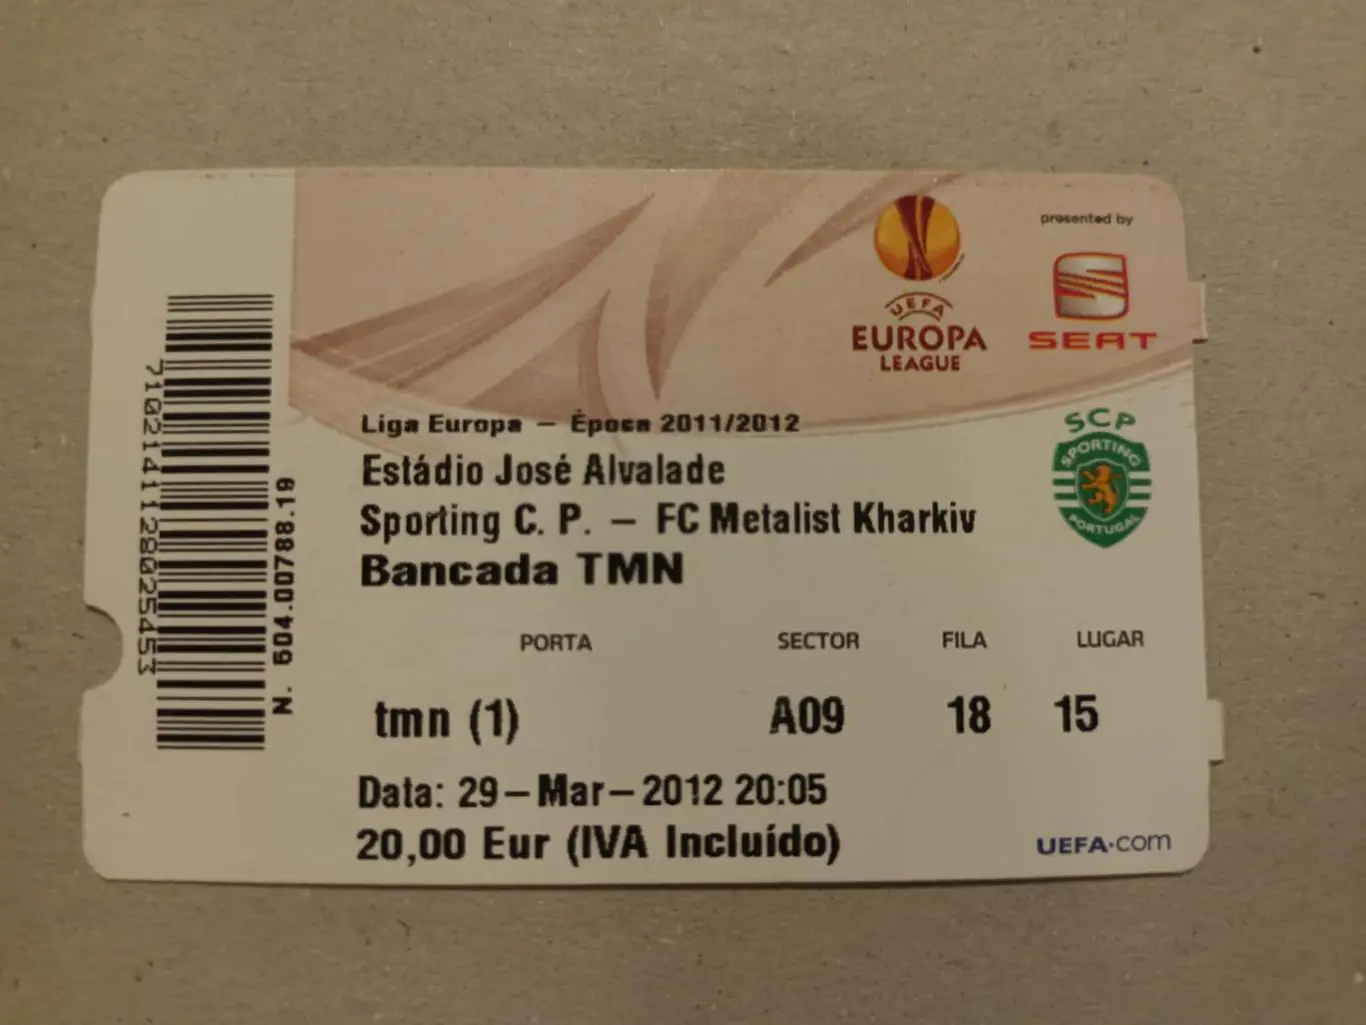 presented by
UEFA
EUROPA
LEAGUE
SEAT
Liga Europa – Época 2011/2012
Estádio José Alvalade
Sporting C. P. – FC Metalist Kharkiv
Bancada TMN
SCP
SPORTING
PORTUGAL
PORTA SECTOR FILA LUGAR
tmn (1) A09 18 15
Data: 29–Mar–2012 20:05
20,00 Eur (IVA Incluído)
UEFA.com
7102141128025453
N. 504.00788.19